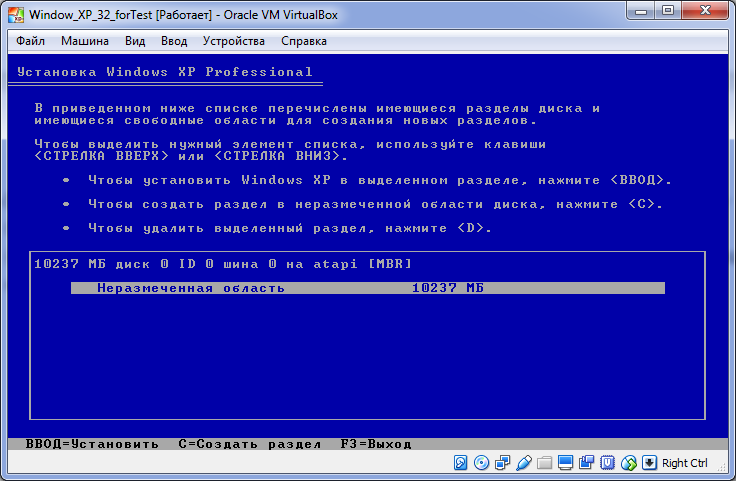 Window_XP_32_forTest [Работает] - Oracle VM VirtualBox
Файл Машина Вид Ввод Устройства Справка
Установка Windows XP Professional
В приведенном ниже списке перечислены имеющиеся разделы диска и
имеющиеся свободные области для создания новых разделов.
Чтобы выделить нужный элемент списка, используйте клавиши
<СТРЕЛКА ВВЕРХ> или <СТРЕЛКА ВНИЗ>.
• Чтобы установить Windows XP в выделенном разделе, нажмите <ВВОД>.
• Чтобы создать раздел в неразмеченной области диска, нажмите <C>.
• Чтобы удалить выделенный раздел, нажмите <D>.
10237 МБ диск 0 ID 0 шина 0 на atapi [MBR]
Неразмеченная область 10237 МБ
ВВОД=Установить C=Создать раздел F3=Выход
Right Ctrl